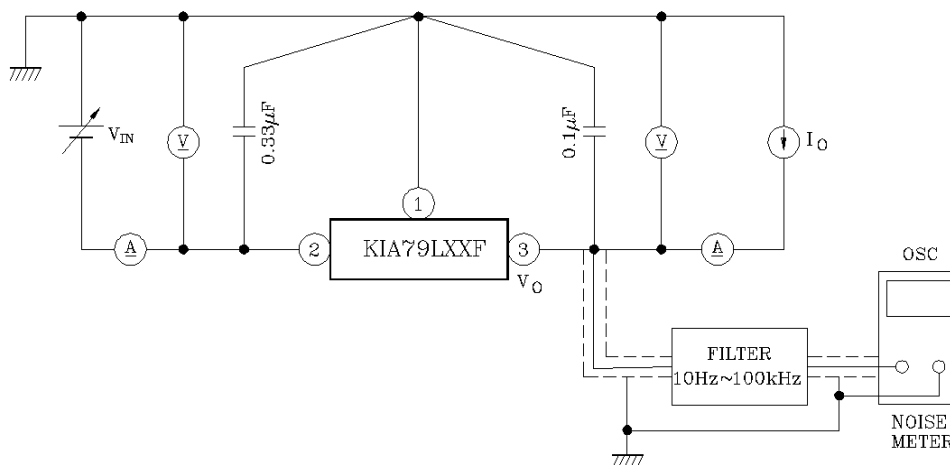 V_IN
V
0.33μF
0.1μF
V
I_O
1
A
2
KIA79LXXF
3
A
V_O
OSC
FILTER
10Hz~100kHz
NOISE
METER